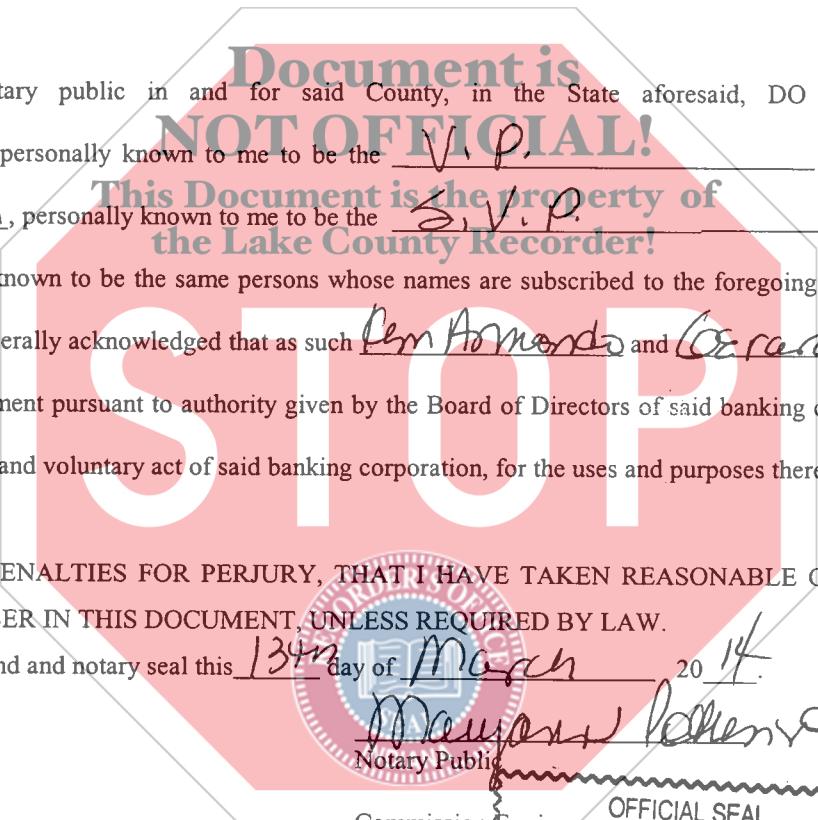 Document is
tary public in and for said County, in the State aforesaid, DO
NOT OFFICIAL!
personally known to me to be the V. P.
This Document is the property of
, personally known to me to be the S. V. P.
the Lake County Recorder!
nown to be the same persons whose names are subscribed to the foregoing
erally acknowledged that as such and
STOP
ment pursuant to authority given by the Board of Directors of said banking
and voluntary act of said banking corporation, for the uses and purposes there
ENALTIES FOR PERJURY, THAT I HAVE TAKEN REASONABLE
ER IN THIS DOCUMENT, UNLESS REQUIRED BY LAW.
RECORDER'S OFFICE
nd and notary seal this 13th day of March 20 14.
SEAL
INDIANA
Notary Public
OFFICIAL SEAL